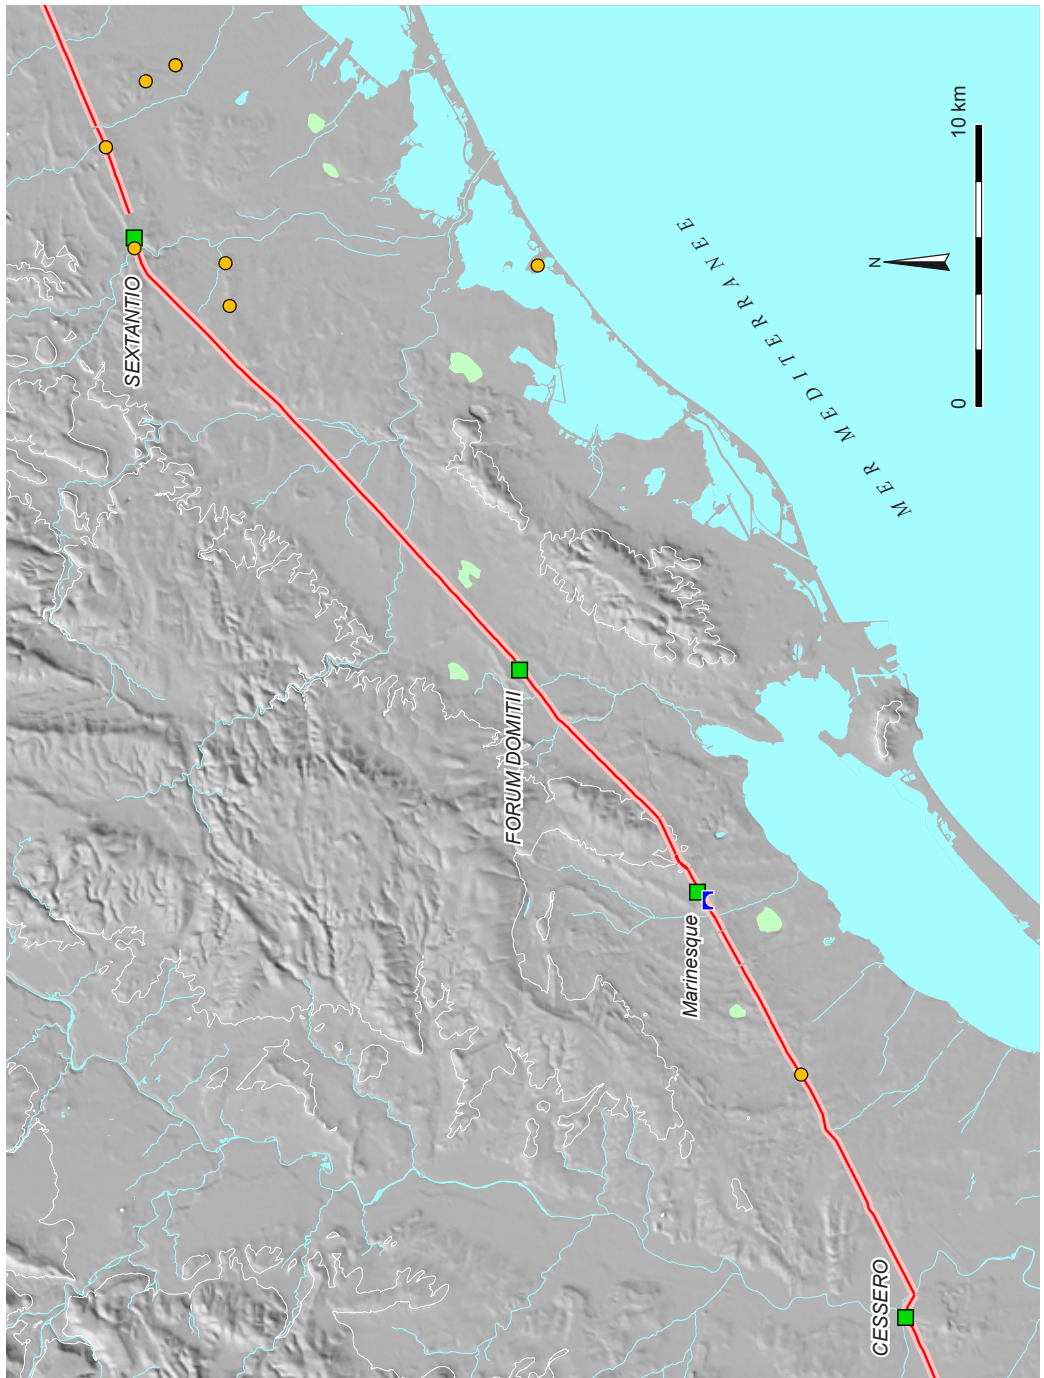 SEXTANTIO
FORUM DOMITII
Marinesque
CESSERO
MER MEDITERRANEE
N
0
10 km